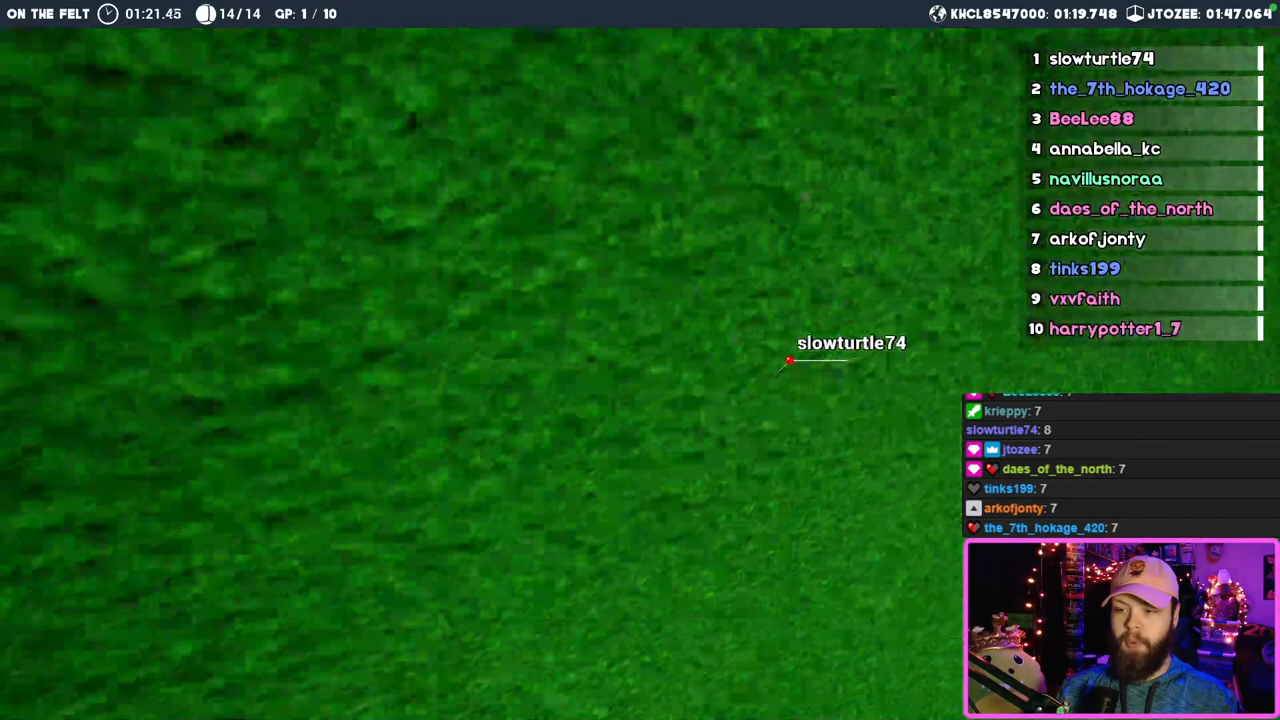 ON THE FELT 01:21.45 14/14 GP: 1 / 10 KWCL8547000: 01:19.748 JTOZEE: 01:47.064
1 slowturtle74
2 the_7th_hokage_420
3 BeeLee88
4 annabella_kc
5 navillusnoraa
6 daes_of_the_north
7 arkofjonty
8 tinks199
9 vxvfaith
10 harrypotter1_7
slowturtle74
krieppy: 7
slowturtle74: 8
jtozee: 7
daes_of_the_north: 7
tinks199: 7
arkofjonty: 7
the_7th_hokage_420: 7